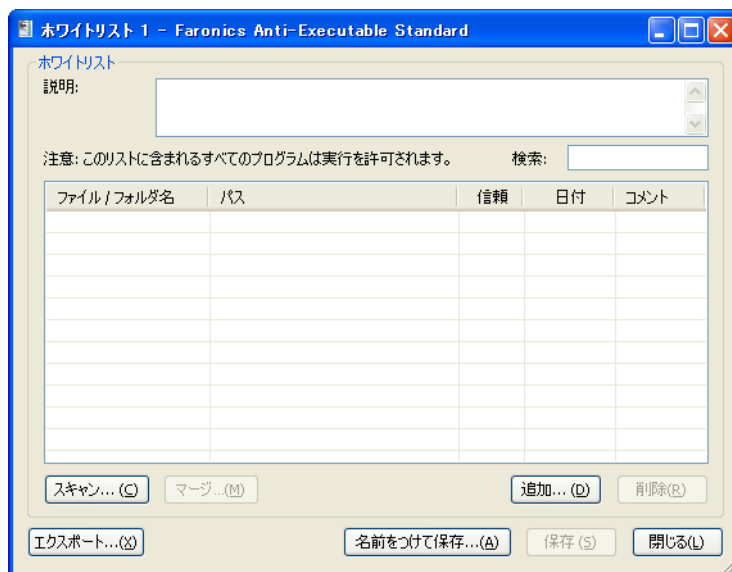 ホワイトリスト 1 - Faronics Anti-Executable Standard
ホワイトリスト
説明:
注意: このリストに含まれるすべてのプログラムは実行を許可されます。 検索:
ファイル / フォルダ名 パス 信頼 日付 コメント
スキャン... (C) マージ...(M) 追加... (D) 削除(R)
エクスポート...(X) 名前をつけて保存...(A) 保存 (S) 閉じる(L)